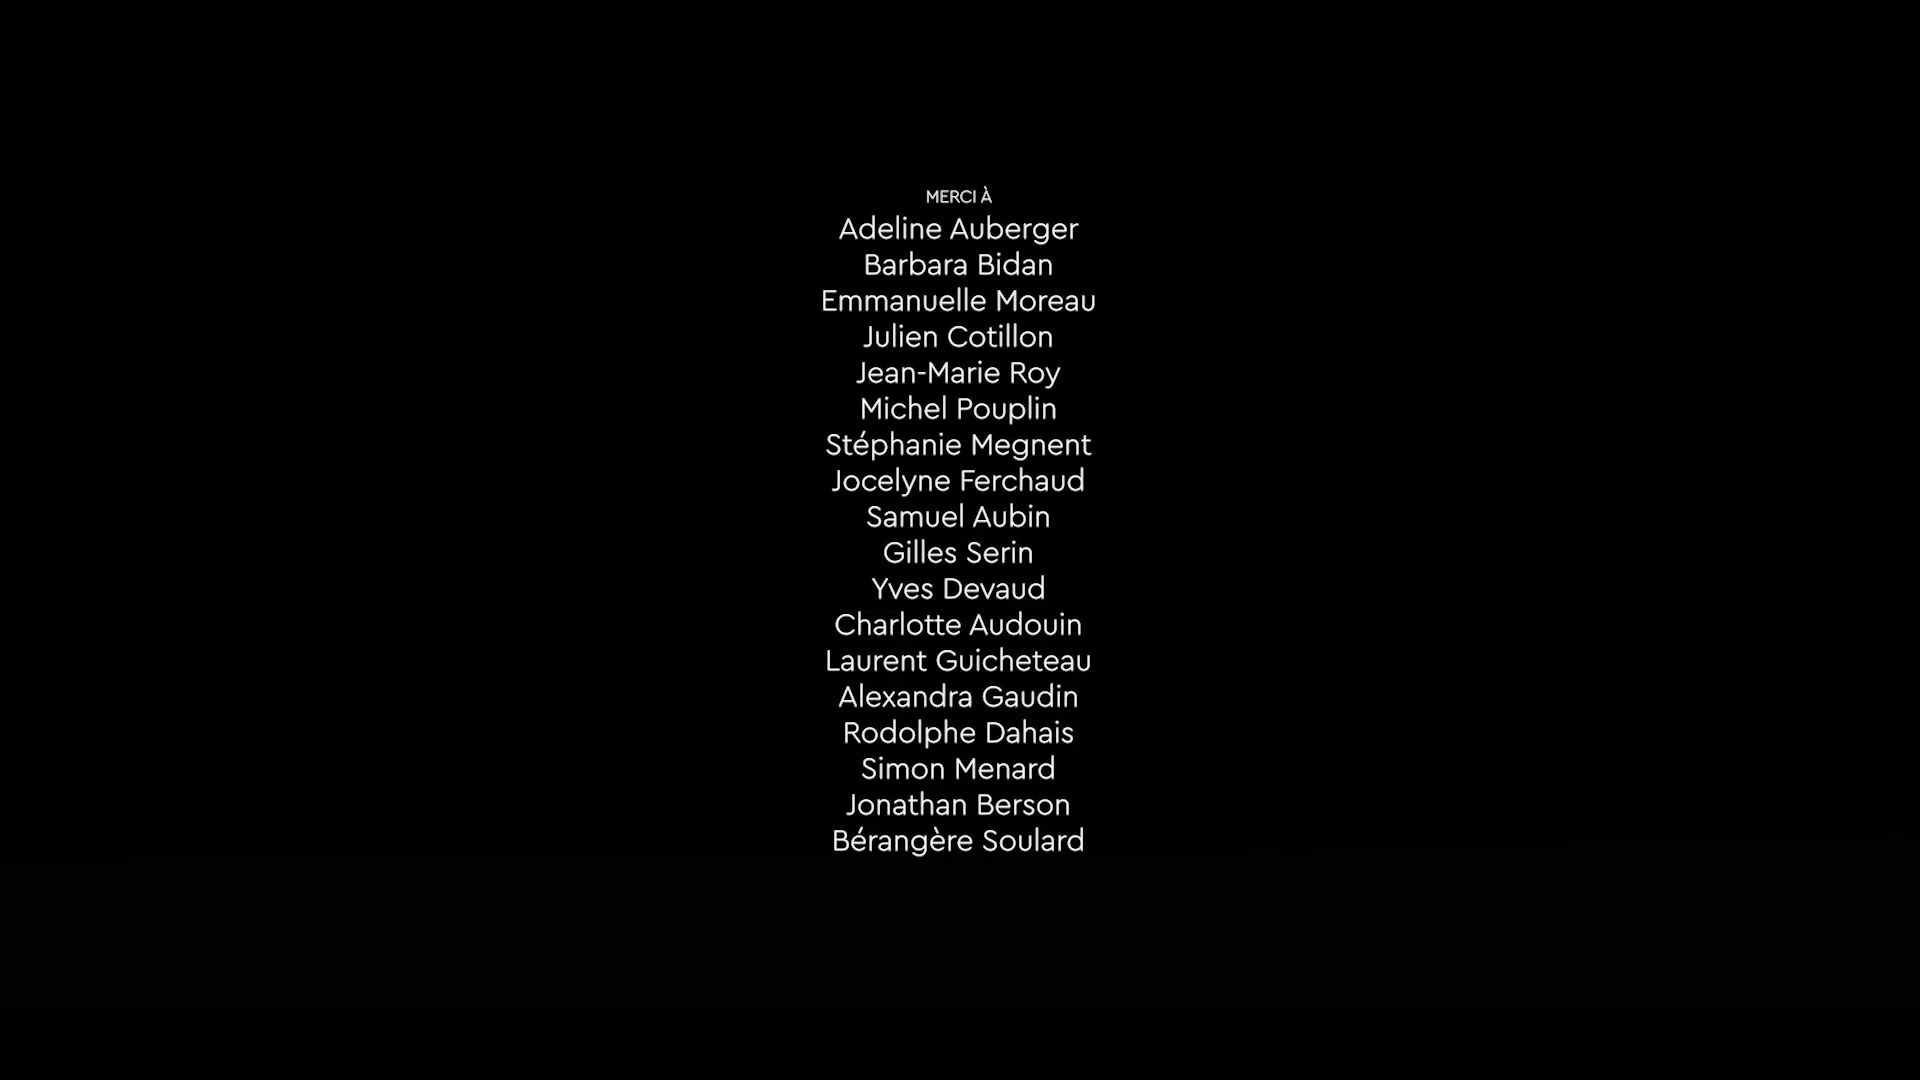 MERCI À
Adeline Auberger
Barbara Bidan
Emmanuelle Moreau
Julien Cotillon
Jean-Marie Roy
Michel Pouplin
Stéphanie Megnent
Jocelyne Ferchaud
Samuel Aubin
Gilles Serin
Yves Devaud
Charlotte Audouin
Laurent Guicheteau
Alexandra Gaudin
Rodolphe Dahais
Simon Menard
Jonathan Berson
Bérangère Soulard